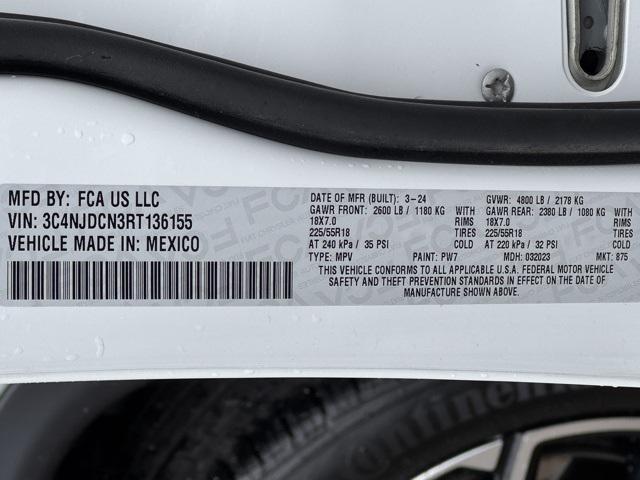 MFD BY: FCA US LLC
VIN: 3C4NJDCN3RT136155
VEHICLE MADE IN: MEXICO
DATE OF MFR (BUILT): 3-24 GVWR: 4800 LB / 2178 KG
GAWR FRONT: 2600 LB / 1180 KG RIMS GAWR REAR: 2380 LB / 1080 KG RIMS
18X7.0 TIRES 18X7.0 TIRES
225/55R18 225/55R18
AT 240 kPa / 35 PSI COLD AT 220 kPa / 32 PSI COLD
TYPE: MPV PAINT: PW7 MDH: 032023 MKT: 875
THIS VEHICLE CONFORMS TO ALL APPLICABLE U.S.A. FEDERAL MOTOR VEHICLE
SAFETY AND THEFT PREVENTION STANDARDS IN EFFECT ON THE DATE OF
MANUFACTURE SHOWN ABOVE.
Continental